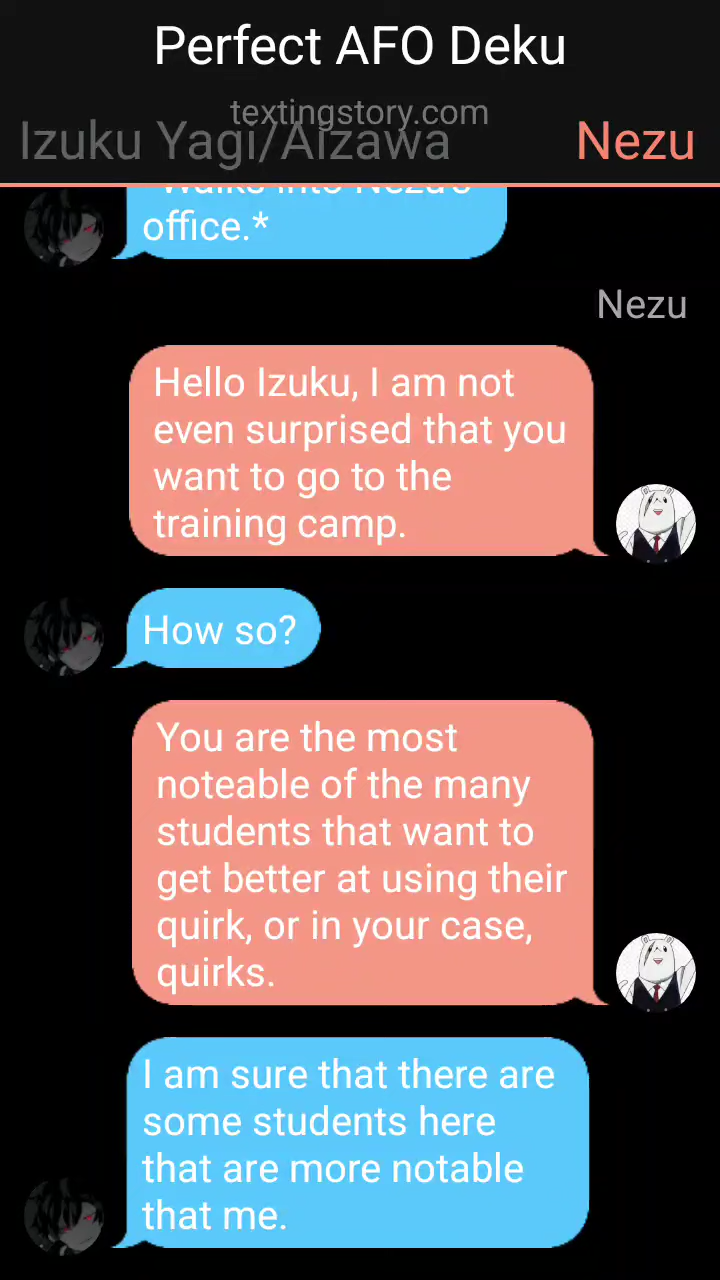 Perfect AFO Deku
textingstory.com
Izuku Yagi/Aizawa
Nezu
*Walks into Nezu's
office.*
Nezu
Hello Izuku, I am not
even surprised that you
want to go to the
training camp.
How so?
You are the most
noteable of the many
students that want to
get better at using their
quirk, or in your case,
quirks.
I am sure that there are
some students here
that are more notable
that me.